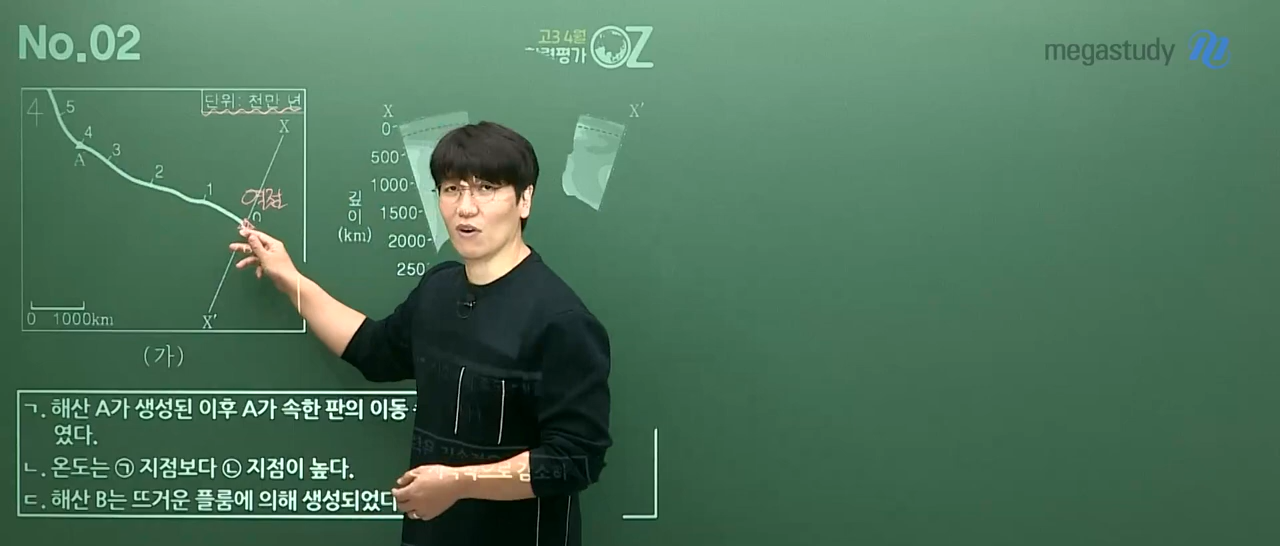 No.02
고3 4월
학력평가 OZ
megastudy
4
단위: 천만 년
5
4
A
3
2
1
0
열점
X
X′
0 1000km
(가)
X
X′
0
500
1000
1500
2000
250
깊이
(km)
ㄱ. 해산 A가 생성된 이후 A가 속한 판의 이동
였다.
ㄴ. 온도는 ㉠ 지점보다 ㉡ 지점이 높다.
ㄷ. 해산 B는 뜨거운 플룸에 의해 생성되었다